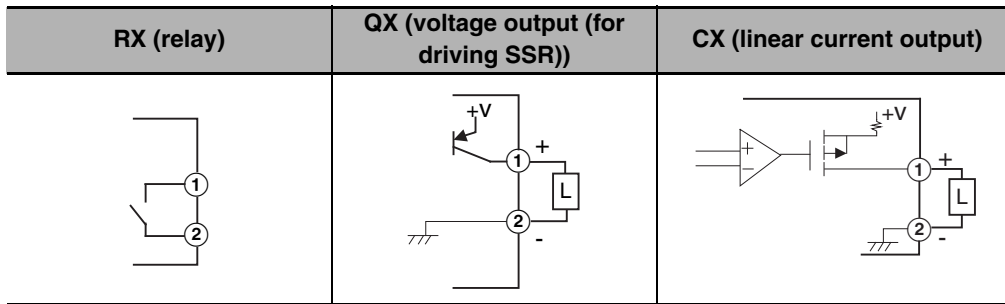 RX (relay)
QX (voltage output (for
driving SSR))
CX (linear current output)
1
2
+V
+
1
L
2
-
+V
+
-
+
1
L
2
-